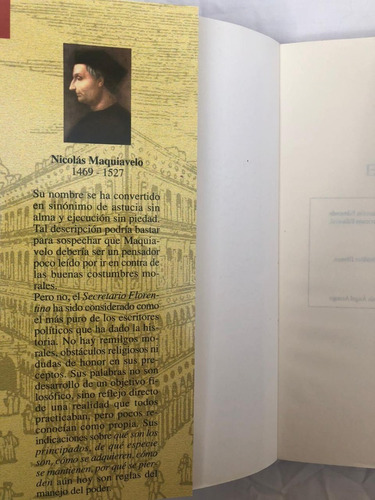 Nicolás Maquiavelo
1469 - 1527
Su nombre se ha convertido
en sinónimo de astucia sin
alma y ejecución sin piedad.
Tal descripción podría bastar
para sospechar que Maquia-
velo debería ser un pensador
poco leído por ir en contra de
las buenas costumbres mo-
rales.
Pero no, el Secretario Floren-
tino ha sido considerado como
el más puro de los escritores
políticos que ha dado la his-
toria. No hay remilgos mo-
rales, obstáculos religiosos ni
dudas de honor en sus pre-
ceptos. Sus palabras no son
desarrollo de un objetivo fi-
losófico, sino reflejo directo
de una realidad que todos
practicaban, pero pocos re-
conocían como propia. Sus
indicaciones sobre qué son los
principados, de qué especie
son, cómo se adquieren, cómo
se mantienen, por qué se pier-
den aún hoy son reglas del
manejo del poder.
E